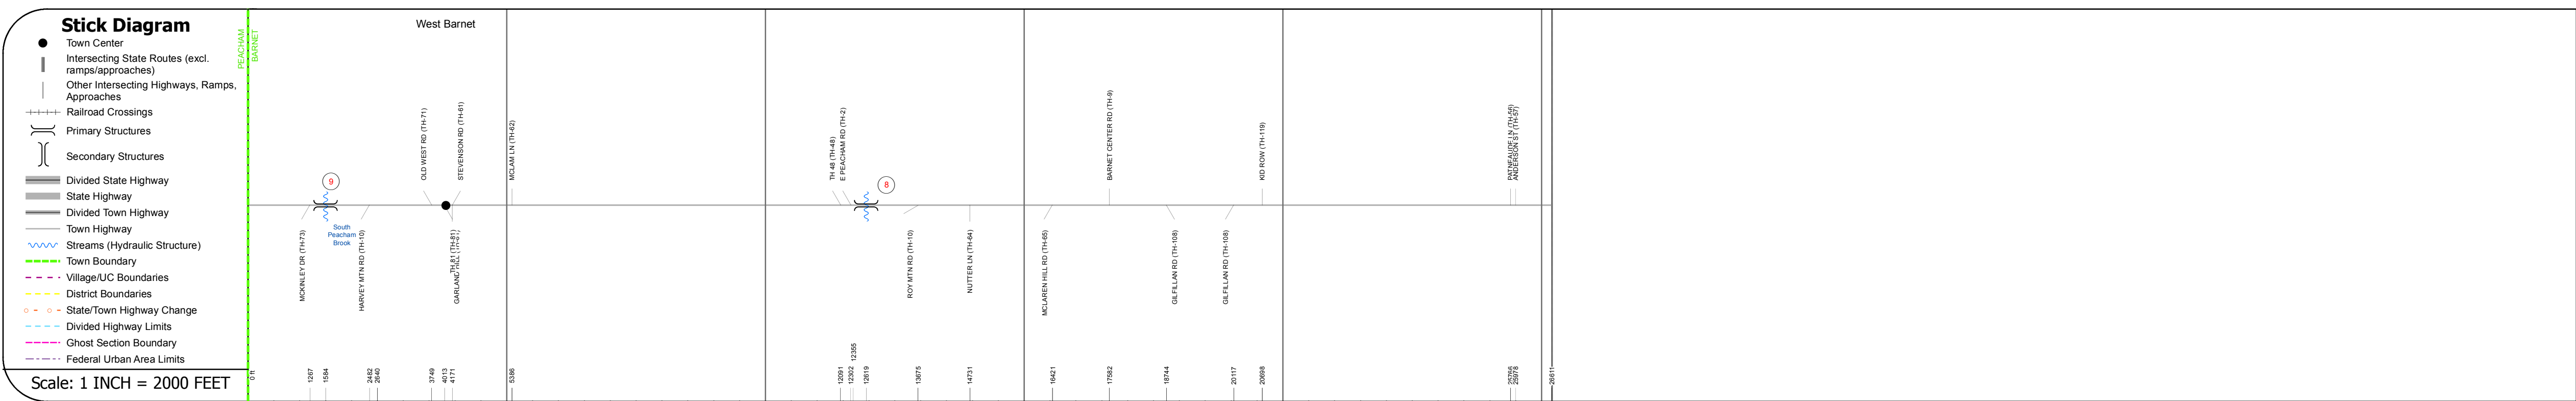 Stick Diagram
Town Center
Intersecting State Routes (excl.
ramps/approaches)
Other Intersecting Highways, Ramps,
Approaches
Railroad Crossings
Primary Structures
Secondary Structures
Divided State Highway
State Highway
Divided Town Highway
Town Highway
Streams (Hydraulic Structure)
Town Boundary
Village/UC Boundaries
District Boundaries
State/Town Highway Change
Divided Highway Limits
Ghost Section Boundary
Federal Urban Area Limits
Scale: 1 INCH = 2000 FEET
PEACHAM
BARNET
West Barnet
OLD WEST RD (TH-71)
STEVENSON RD (TH-61)
MCLAM LN (TH-62)
TH 48 (TH-48)
E PEACHAM RD (TH-2)
BARNET CENTER RD (TH-9)
KID ROW (TH-119)
PATNEAUDE LN (TH-56)
ANDERSON ST (TH-57)
9
8
South
Peacham
Brook
MCKINLEY DR (TH-73)
HARVEY MTN RD (TH-10)
TH 81 (TH-81)
GARLAND HILL
ROY MTN RD (TH-10)
NUTTER LN (TH-64)
MCLAREN HILL RD (TH-65)
GILFILLAN RD (TH-108)
GILFILLAN RD (TH-108)
0 ft
1267
1584
2482
2640
3749
4013
4171
5386
12091
12302
12355
12619
13675
14731
16421
17582
18744
20117
20698
25766
25978
26611